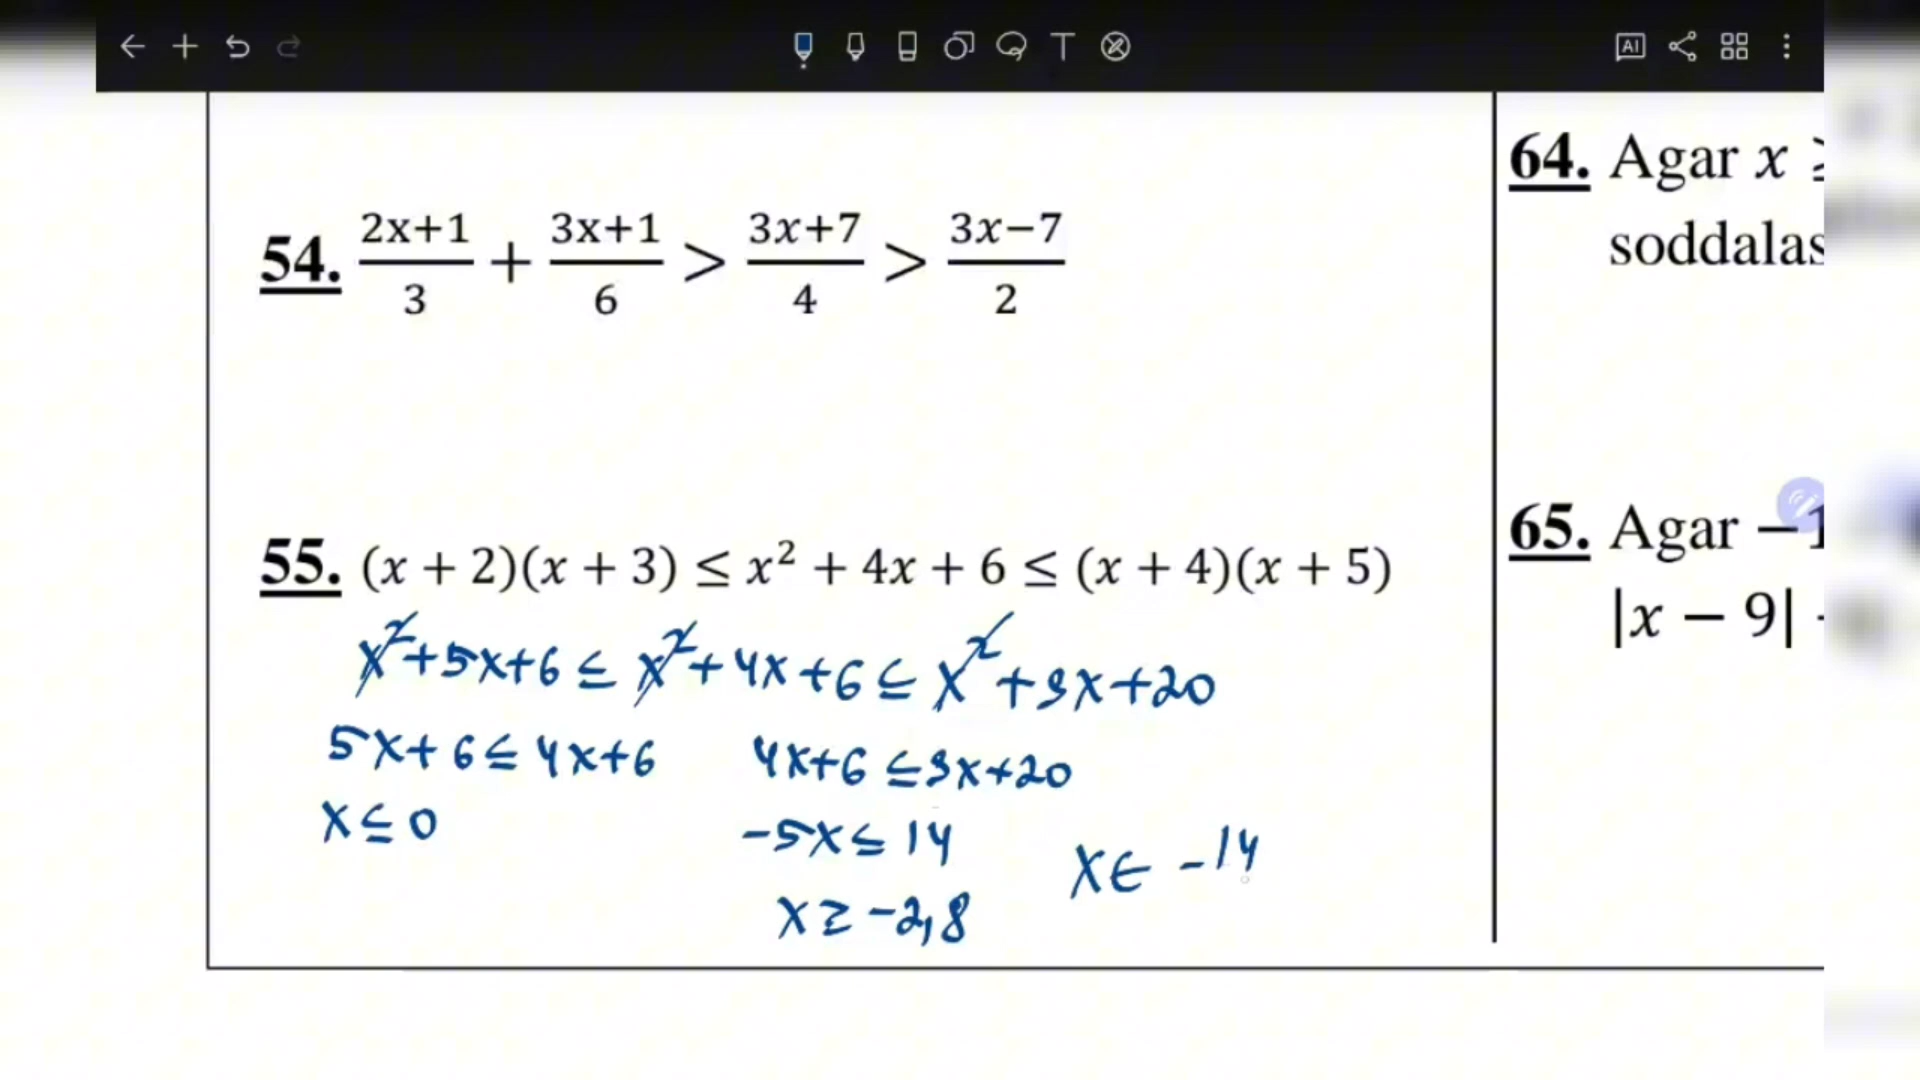 AI
54. (2x+1)/3 + (3x+1)/6 > (3x+7)/4 > (3x−7)/2
55. (x + 2)(x + 3) ≤ x² + 4x + 6 ≤ (x + 4)(x + 5)
x²+5x+6 ≤ x²+4x+6 ≤ x²+9x+20
5x+6 ≤ 4x+6
4x+6 ≤ 9x+20
x ≤ 0
-5x ≤ 14
x ≥ -2,8
x∈ -14
64. Agar x ≥
soddalas
65. Agar −1
|x − 9|